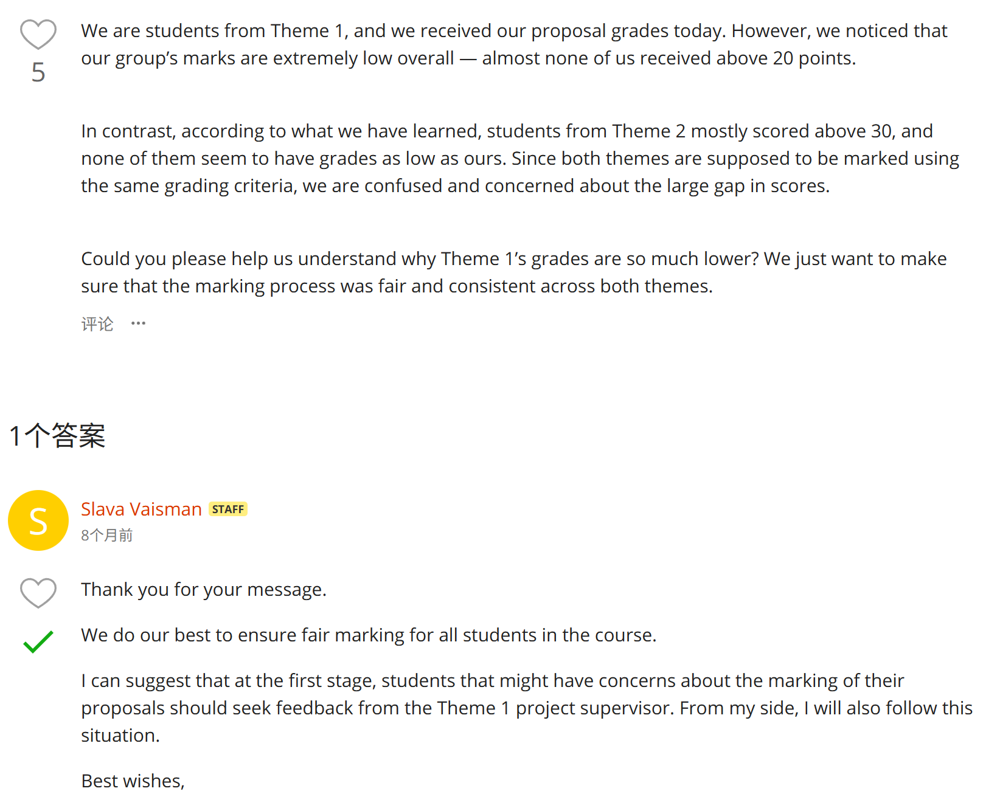 We are students from Theme 1, and we received our proposal grades today. However, we noticed that
our group’s marks are extremely low overall — almost none of us received above 20 points.
5
In contrast, according to what we have learned, students from Theme 2 mostly scored above 30, and
none of them seem to have grades as low as ours. Since both themes are supposed to be marked using
the same grading criteria, we are confused and concerned about the large gap in scores.
Could you please help us understand why Theme 1’s grades are so much lower? We just want to make
sure that the marking process was fair and consistent across both themes.
评论 ···
1个答案
S
Slava Vaisman STAFF
8个月前
Thank you for your message.
We do our best to ensure fair marking for all students in the course.
I can suggest that at the first stage, students that might have concerns about the marking of their
proposals should seek feedback from the Theme 1 project supervisor. From my side, I will also follow this
situation.
Best wishes,